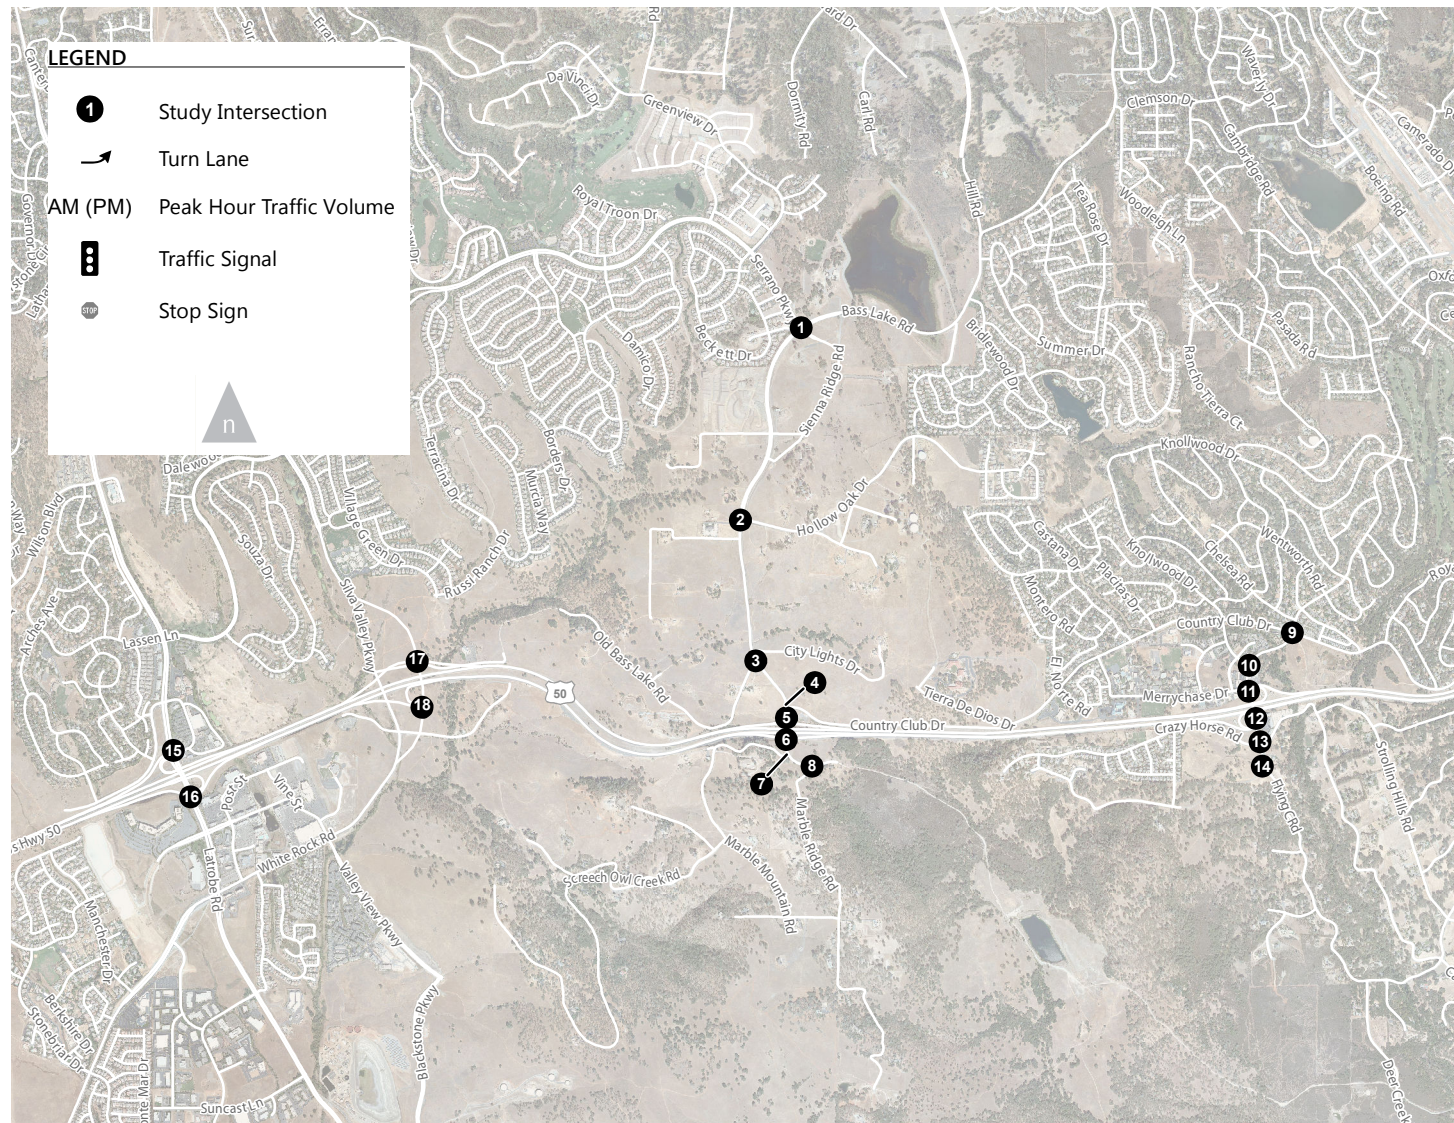 LEGEND
1 Study Intersection
Turn Lane
AM (PM) Peak Hour Traffic Volume
Traffic Signal
STOP Stop Sign
n
Da Vinci Dr
Greenview Dr
Dormity Rd
Carl Rd
Rd
Hill Rd
Clemson Dr
Waverly Dr
Cambridge Rd
Camerado Dr
Boeing Rd
Woodleigh Ln
Tea Rose Dr
Royal Troon Dr
Serrano Pkwy
Bass Lake Rd
1
Beckett Dr
Damico Dr
Sienna Ridge Rd
Bridlewood Dr
Summer Dr
Pasada Rd
Rancho Tierra Ct
Knollwood Dr
Terracina Dr
Borders Dr
Murcia Way
Village Green Dr
Russi Ranch Dr
Souza Dr
Silva Valley Pkwy
Wilson Blvd
Arches Ave
Lassen Ln
2
Hollow Oak Dr
Castana Dr
Placitas Dr
Knollwood Dr
Chelsea Rd
Wentworth Rd
Montero Rd
El Norte Rd
Country Club Dr
9
10
Merrychase Dr
11
12
Crazy Horse Rd
13
14
3
City Lights Dr
4
Tierra De Dios Dr
Old Bass Lake Rd
17
18
50
5
Country Club Dr
6
7
8
15
16
Post St
Vine St
s Hwy 50
White Rock Rd
Latrobe Rd
Valley View Pkwy
Screech Owl Creek Rd
Marble Mountain Rd
Marble Ridge Rd
Flying C Rd
Strolling Hills Rd
Manchester Dr
Berkshire Dr
Stonebriar Dr
Blackstone Pkwy
Suncast Ln
Deer Creek